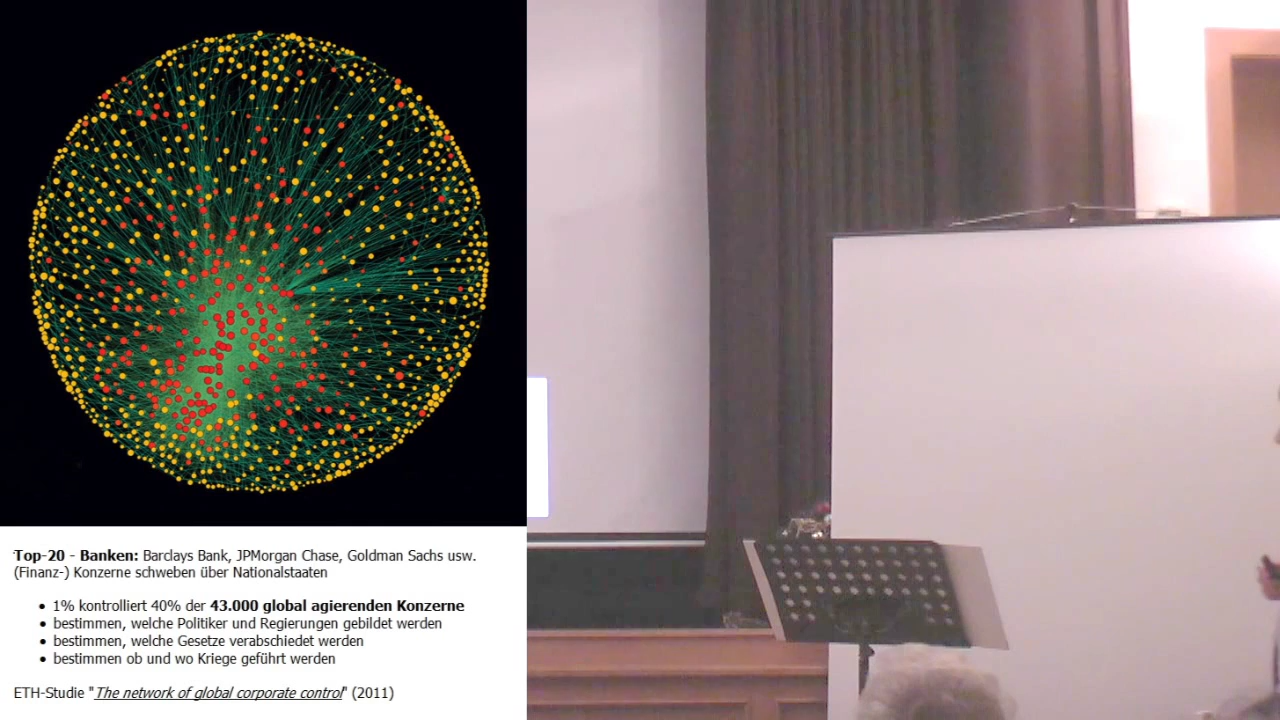 Top-20 - Banken: Barclays Bank, JPMorgan Chase, Goldman Sachs usw.
(Finanz-) Konzerne schweben über Nationalstaaten
• 1% kontrolliert 40% der 43.000 global agierenden Konzerne
• bestimmen, welche Politiker und Regierungen gebildet werden
• bestimmen, welche Gesetze verabschiedet werden
• bestimmen ob und wo Kriege geführt werden
ETH-Studie "The network of global corporate control" (2011)